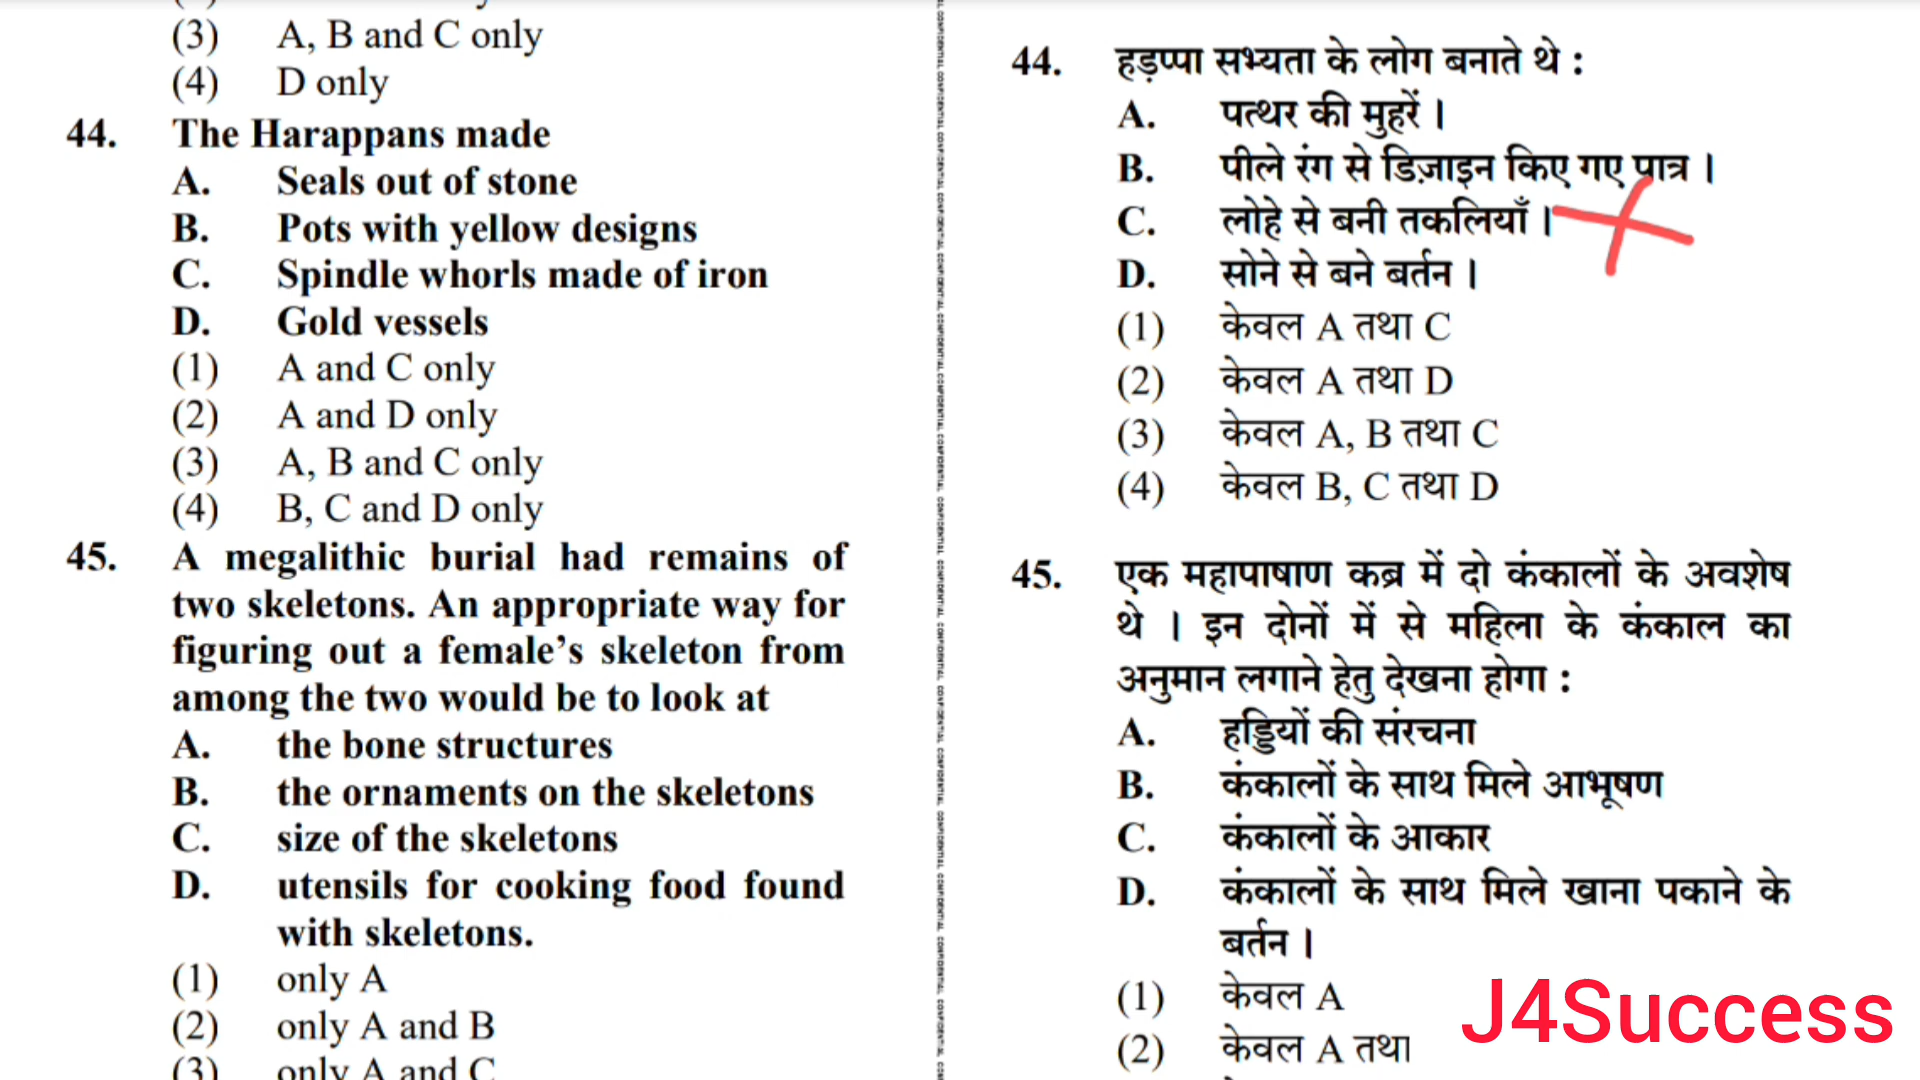 (3) A, B and C only
(4) D only
44. The Harappans made
A. Seals out of stone
B. Pots with yellow designs
C. Spindle whorls made of iron
D. Gold vessels
(1) A and C only
(2) A and D only
(3) A, B and C only
(4) B, C and D only
45. A megalithic burial had remains of
two skeletons. An appropriate way for
figuring out a female's skeleton from
among the two would be to look at
A. the bone structures
B. the ornaments on the skeletons
C. size of the skeletons
D. utensils for cooking food found
with skeletons.
(1) only A
(2) only A and B
(3) only A and C
44. हड़प्पा सभ्यता के लोग बनाते थे :
A. पत्थर की मुहरें ।
B. पीले रंग से डिज़ाइन किए गए पात्र ।
C. लोहे से बनी तकलियाँ ।
D. सोने से बने बर्तन ।
(1) केवल A तथा C
(2) केवल A तथा D
(3) केवल A, B तथा C
(4) केवल B, C तथा D
45. एक महापाषाण कब्र में दो कंकालों के अवशेष
थे । इन दोनों में से महिला के कंकाल का
अनुमान लगाने हेतु देखना होगा :
A. हड्डियों की संरचना
B. कंकालों के साथ मिले आभूषण
C. कंकालों के आकार
D. कंकालों के साथ मिले खाना पकाने के
बर्तन ।
(1) केवल A
(2) केवल A तथा
J4Success